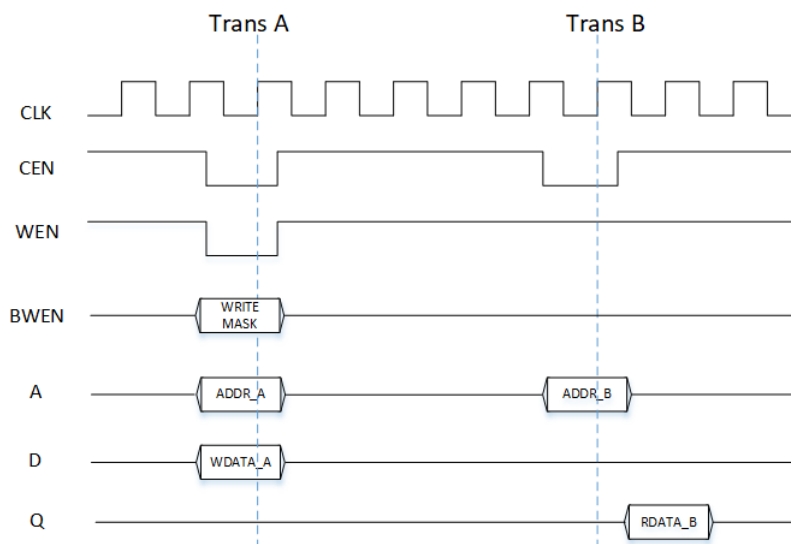 Trans A
Trans B
CLK
CEN
WEN
BWEN
WRITE
MASK
A
ADDR_A
ADDR_B
D
WDATA_A
Q
RDATA_B